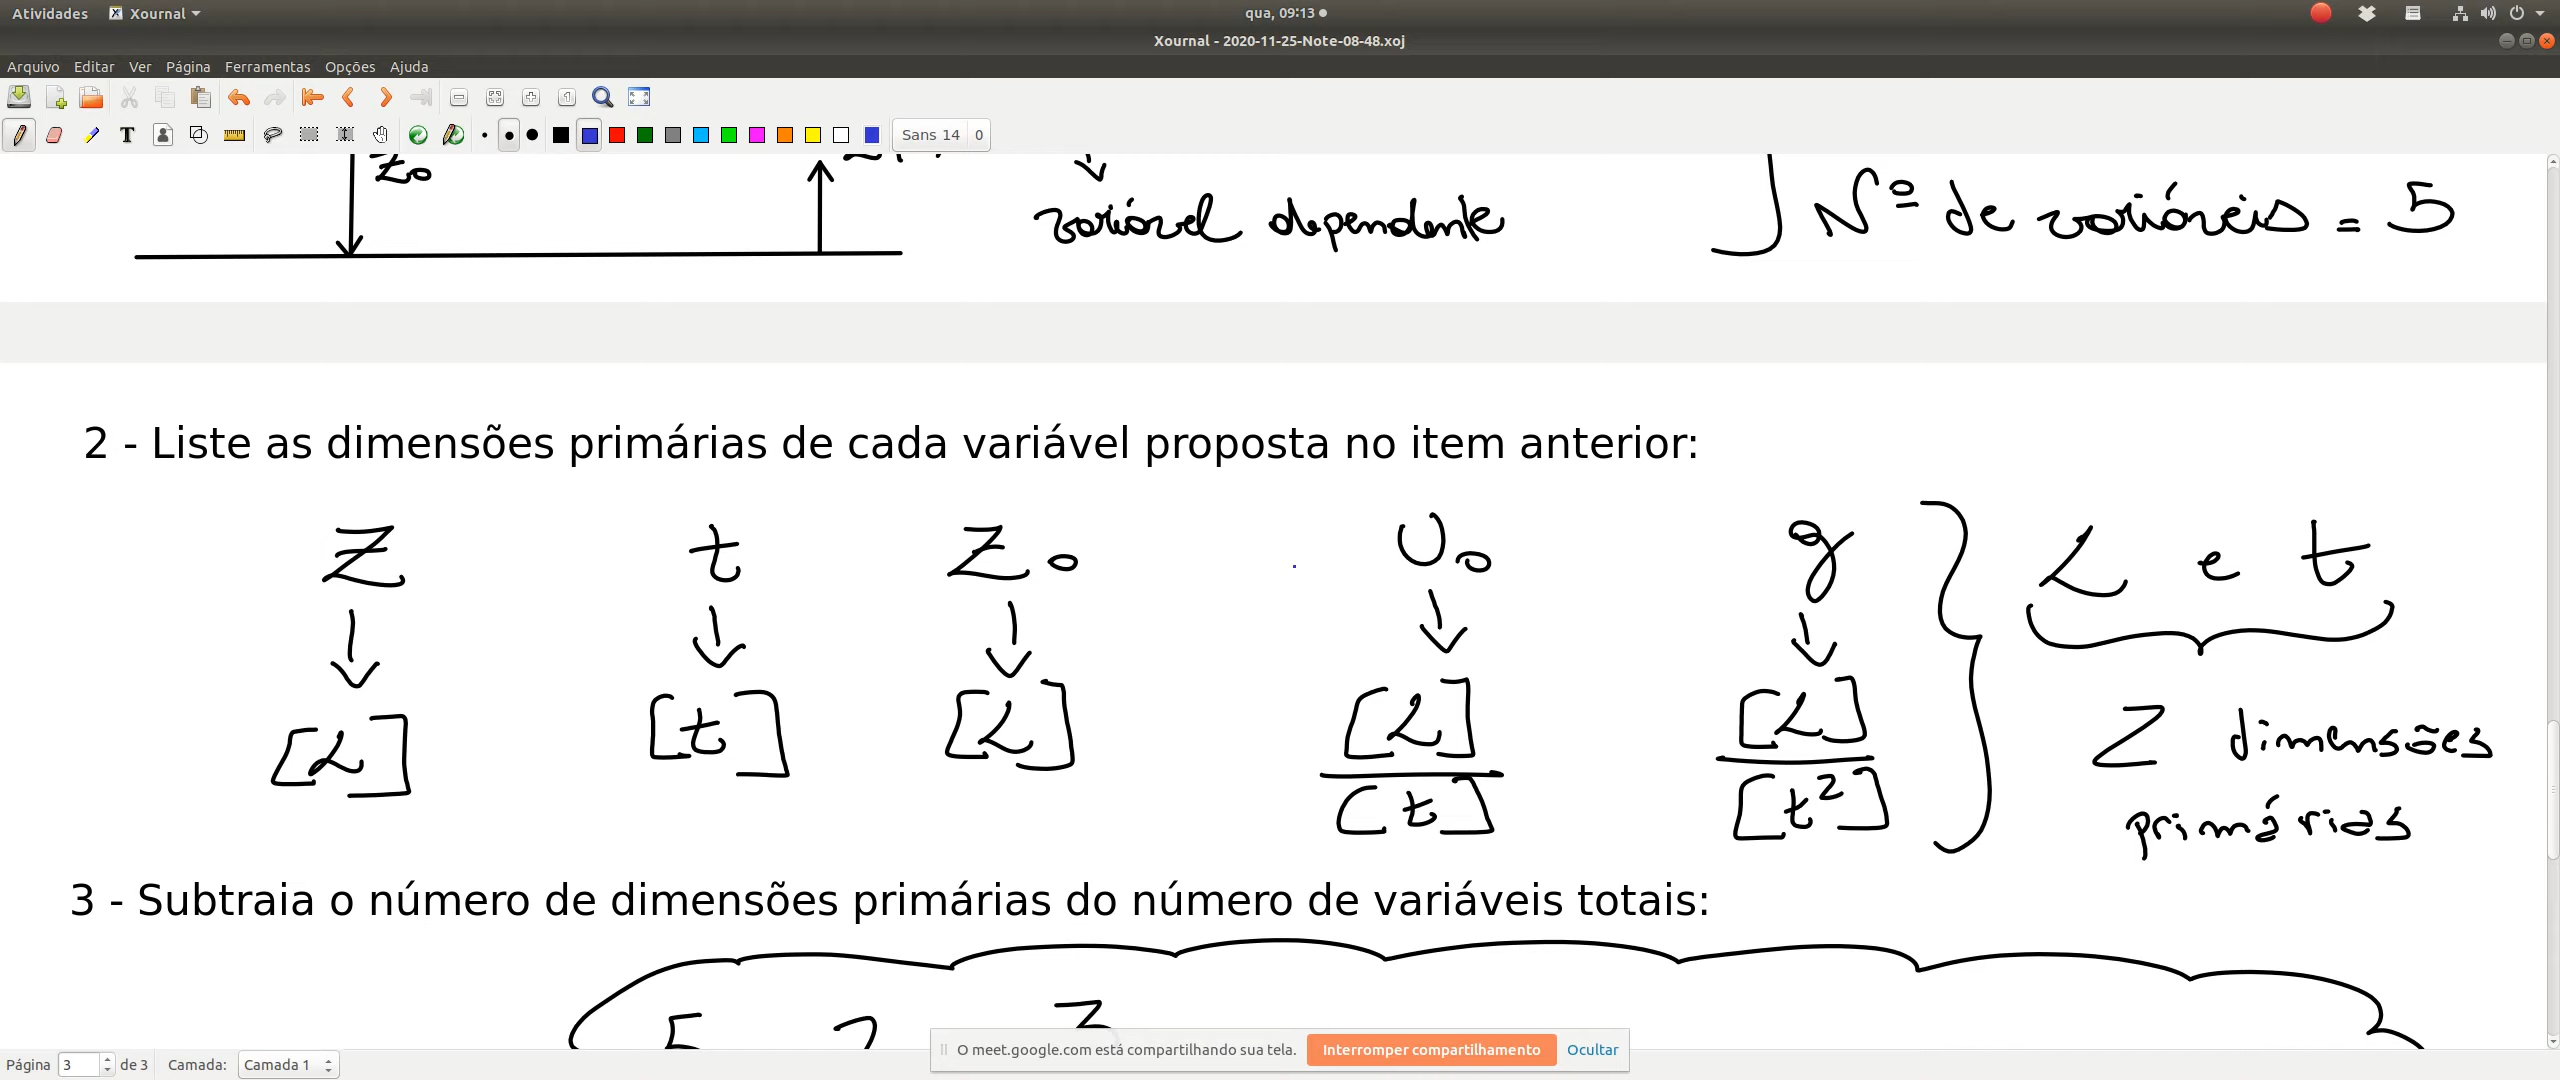 Atividades Xournal qua, 09:13
Xournal - 2020-11-25-Note-08-48.xoj
Arquivo Editar Ver Página Ferramentas Opções Ajuda
Sans 14 0
Z₀
variável dependente
Nº de variáveis = 5
2 - Liste as dimensões primárias de cada variável proposta no item anterior:
Z t Z₀ U₀ g L e t
[L] [t] [L] [L]/[t] [L]/[t²]
2 dimensões
primárias
3 - Subtraia o número de dimensões primárias do número de variáveis totais:
O meet.google.com está compartilhando sua tela. Interromper compartilhamento Ocultar
Página 3 de 3 Camada: Camada 1